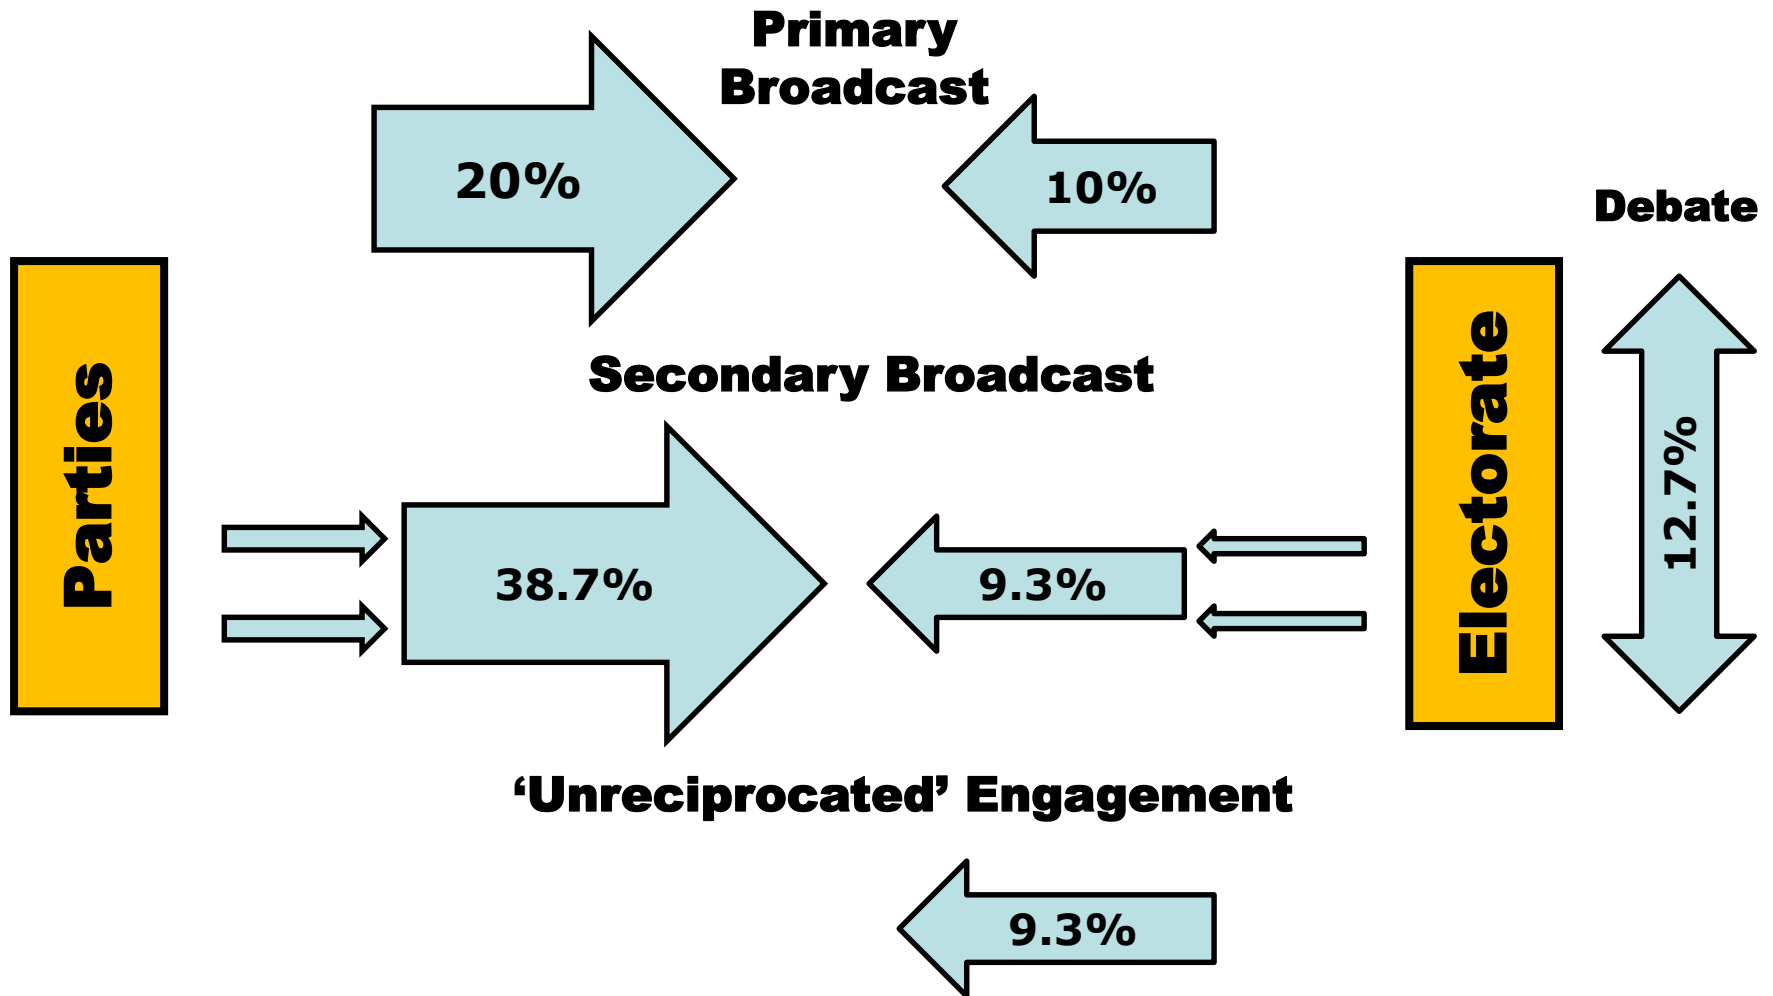 Primary
Broadcast
20%
10%
Debate
Parties
Secondary Broadcast
Electorate
38.7%
9.3%
12.7%
‘Unreciprocated’ Engagement
9.3%